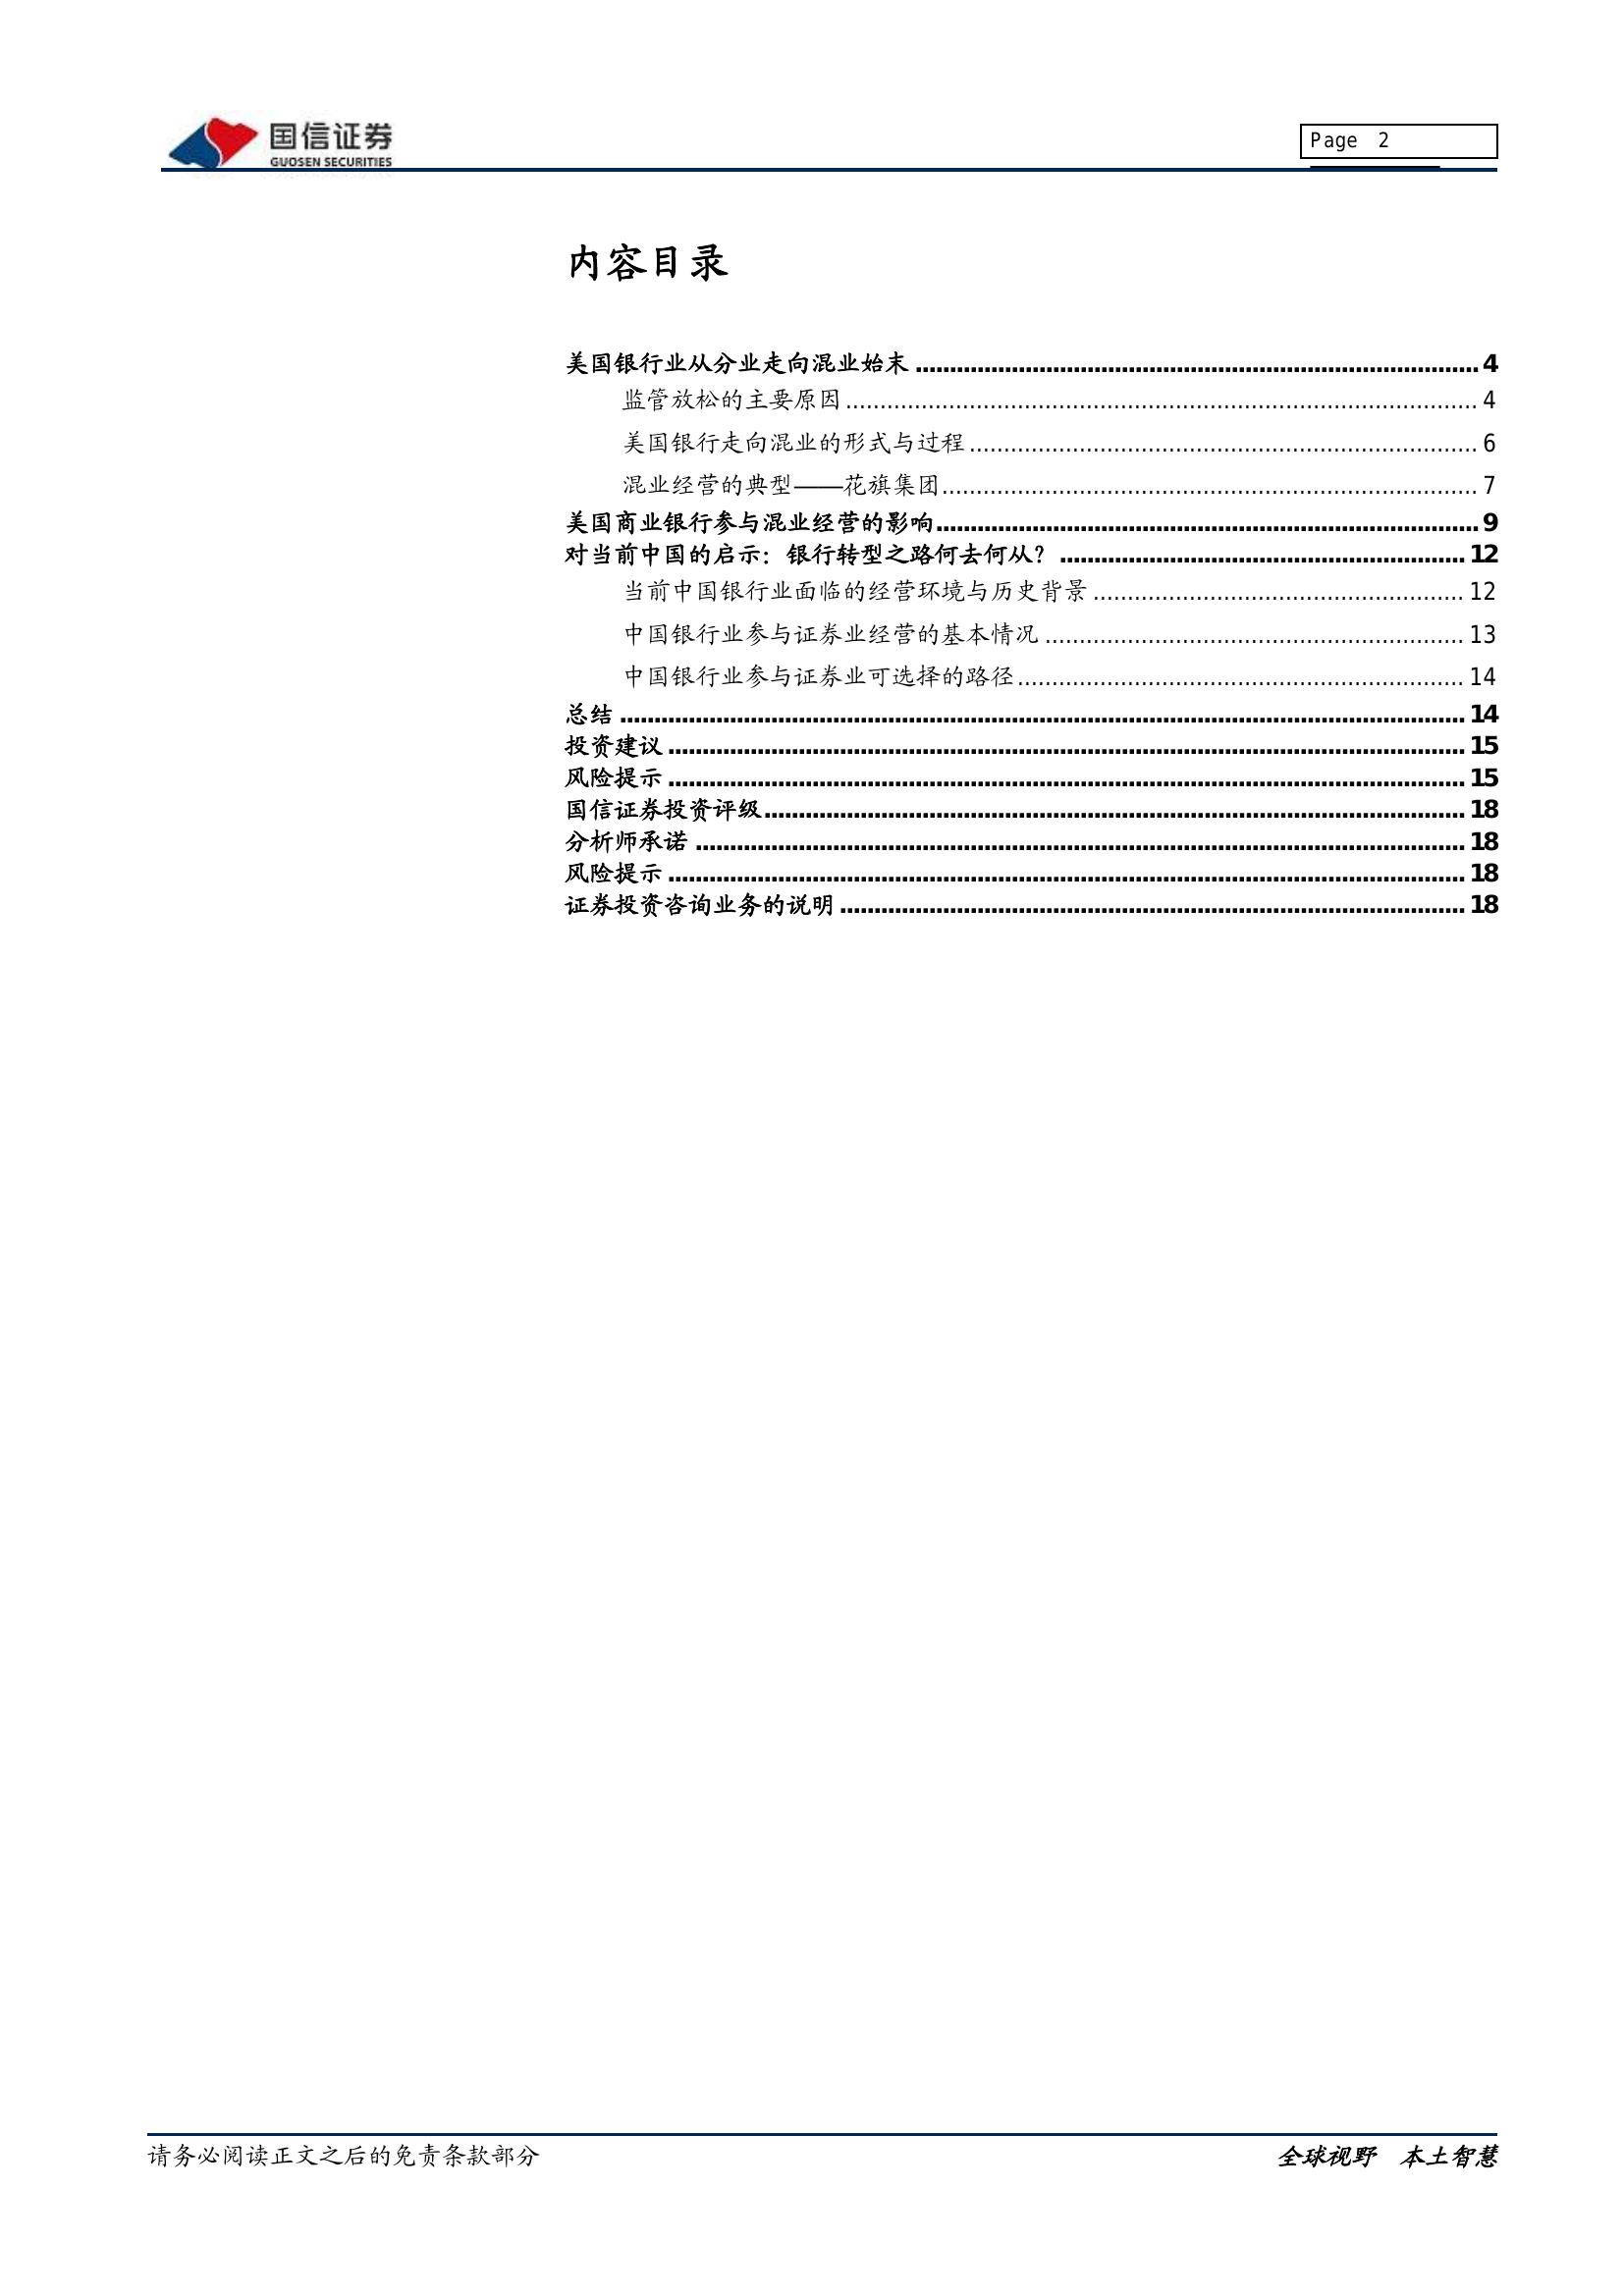 国信证券
GUOSEN SECURITIES
Page 2
内容目录
美国银行业从分业走向混业始末 ........ 4
监管放松的主要原因 ........ 4
美国银行走向混业的形式与过程 ........ 6
混业经营的典型——花旗集团 ........ 7
美国商业银行参与混业经营的影响 ........ 9
对当前中国的启示：银行转型之路何去何从？ ........ 12
当前中国银行业面临的经营环境与历史背景 ........ 12
中国银行业参与证券业经营的基本情况 ........ 13
中国银行业参与证券业可选择的路径 ........ 14
总结 ........ 14
投资建议 ........ 15
风险提示 ........ 15
国信证券投资评级 ........ 18
分析师承诺 ........ 18
风险提示 ........ 18
证券投资咨询业务的说明 ........ 18
请务必阅读正文之后的免责条款部分
全球视野 本土智慧